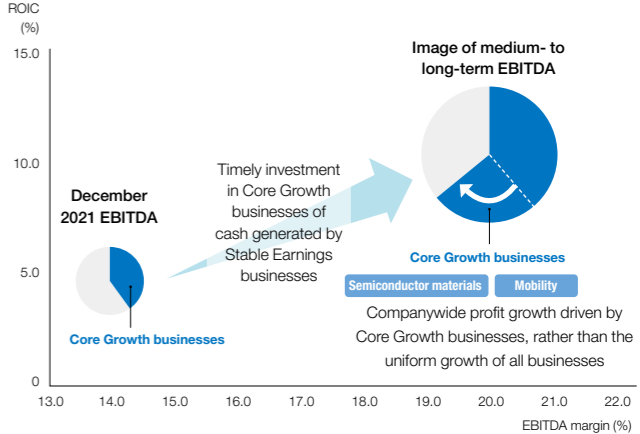 ROIC
(%)
15.0
10.0
5.0
0
Image of medium- to
long-term EBITDA
Timely investment
in Core Growth
businesses of
cash generated by
Stable Earnings
businesses
December
2021 EBITDA
Core Growth businesses
Core Growth businesses
Semiconductor materials
Mobility
Companywide profit growth driven by
Core Growth businesses, rather than the
uniform growth of all businesses
13.0
14.0
15.0
16.0
17.0
18.0
19.0
20.0
21.0
22.0
EBITDA margin (%)